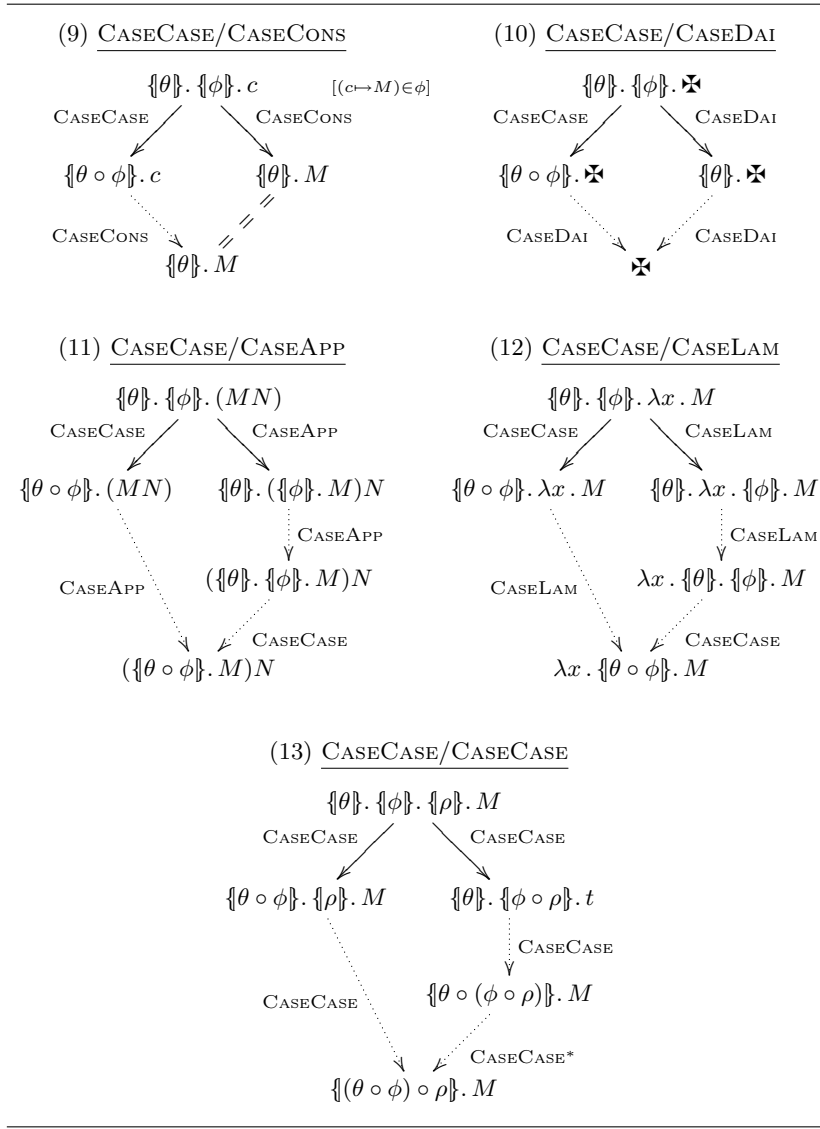 (9) CASECASE/CASECONS
{|θ|}. {|ϕ|}. c [(c↦M)∈ϕ]
CASECASE CASECONS
{|θ ∘ ϕ|}. c {|θ|}. M
CASECONS
{|θ|}. M
(10) CASECASE/CASEDAI
{|θ|}. {|ϕ|}. ✠
CASECASE CASEDAI
{|θ ∘ ϕ|}. ✠ {|θ|}. ✠
CASEDAI CASEDAI
✠
(11) CASECASE/CASEAPP
{|θ|}. {|ϕ|}. (MN)
CASECASE CASEAPP
{|θ ∘ ϕ|}. (MN) {|θ|}. ({|ϕ|}. M)N
CASEAPP
({|θ|}. {|ϕ|}. M)N
CASEAPP
CASECASE
({|θ ∘ ϕ|}. M)N
(12) CASECASE/CASELAM
{|θ|}. {|ϕ|}. λx . M
CASECASE CASELAM
{|θ ∘ ϕ|}. λx . M {|θ|}. λx . {|ϕ|}. M
CASELAM
λx . {|θ|}. {|ϕ|}. M
CASELAM
CASECASE
λx . {|θ ∘ ϕ|}. M
(13) CASECASE/CASECASE
{|θ|}. {|ϕ|}. {|ρ|}. M
CASECASE CASECASE
{|θ ∘ ϕ|}. {|ρ|}. M {|θ|}. {|ϕ ∘ ρ|}. t
CASECASE
{|θ ∘ (ϕ ∘ ρ)|}. M
CASECASE
CASECASE*
{|(θ ∘ ϕ) ∘ ρ|}. M